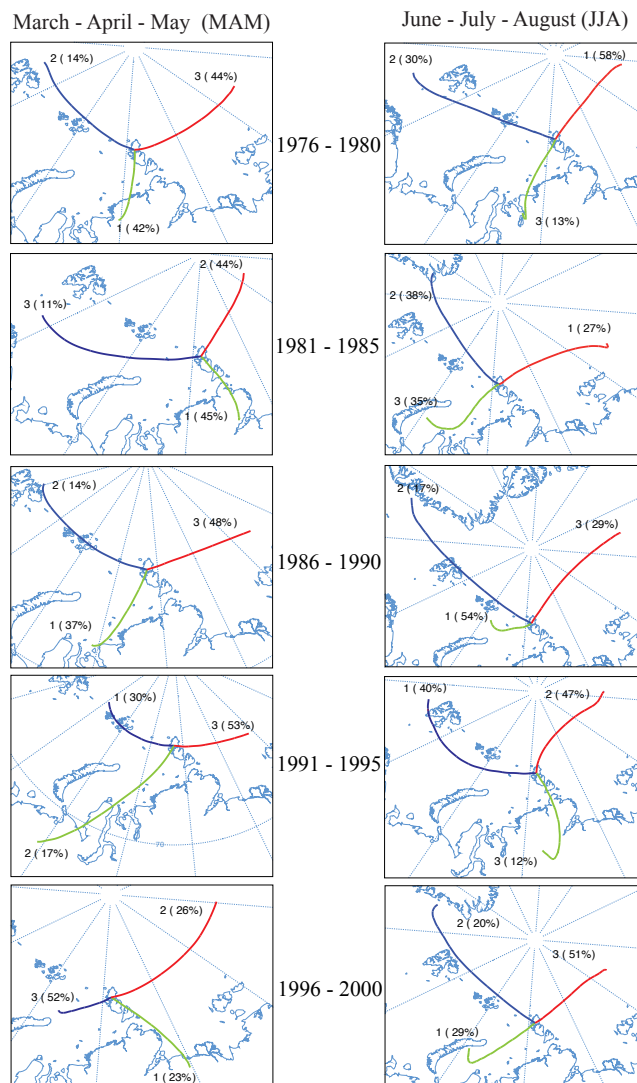 March - April - May (MAM)
June - July - August (JJA)
2 ( 14%)
3 ( 44%)
1 ( 42%)
1976 - 1980
2 ( 30%)
1 ( 58%)
3 ( 13%)
2 ( 44%)
3 ( 11%)
1 ( 45%)
1981 - 1985
2 ( 38%)
1 ( 27%)
3 ( 35%)
2 ( 14%)
3 ( 48%)
1 ( 37%)
1986 - 1990
2 ( 17%)
3 ( 29%)
1 ( 54%)
1 ( 30%)
3 ( 53%)
2 ( 17%)
70
1991 - 1995
1 ( 40%)
2 ( 47%)
3 ( 12%)
2 ( 26%)
3 ( 52%)
1 ( 23%)
1996 - 2000
2 ( 20%)
3 ( 51%)
1 ( 29%)